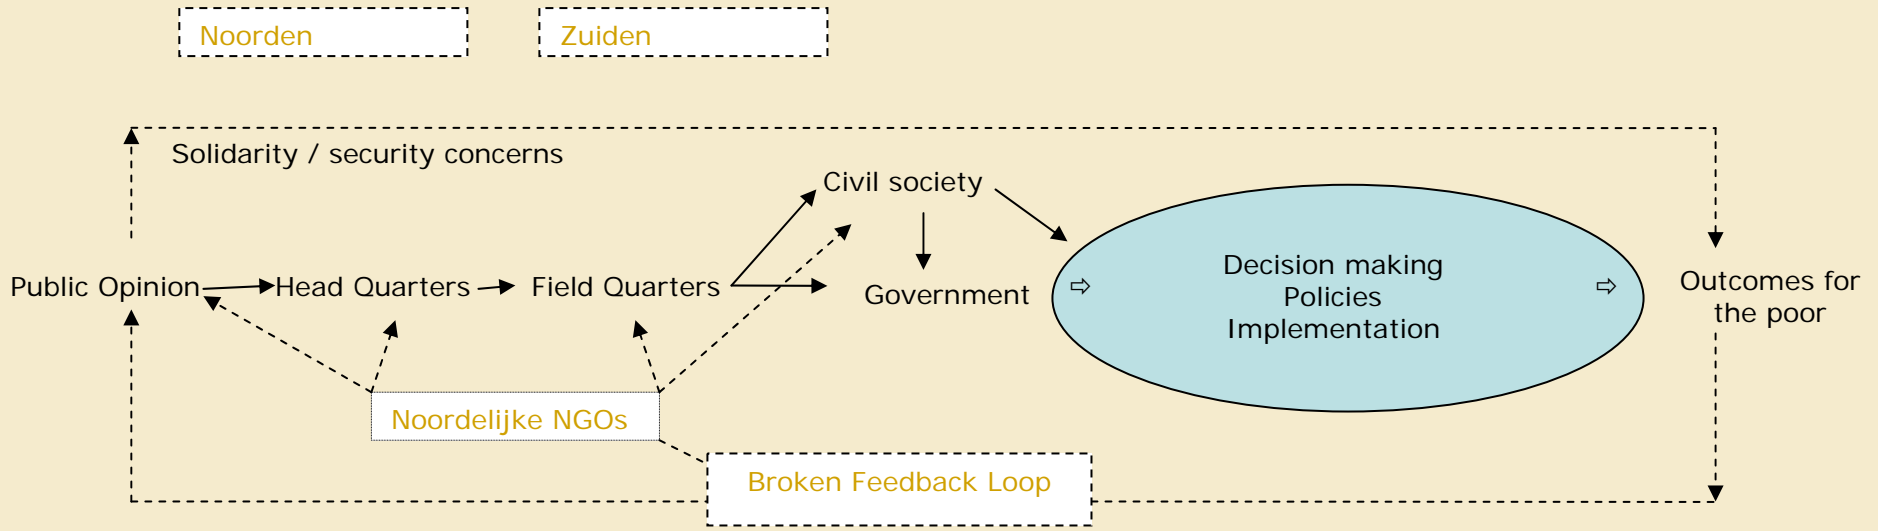 Noorden
Zuiden
Solidarity / security concerns
Civil society
Public Opinion
Head Quarters
Field Quarters
Government
⇨
Decision making
Policies
Implementation
⇨
Outcomes for
the poor
Noordelijke NGOs
Broken Feedback Loop